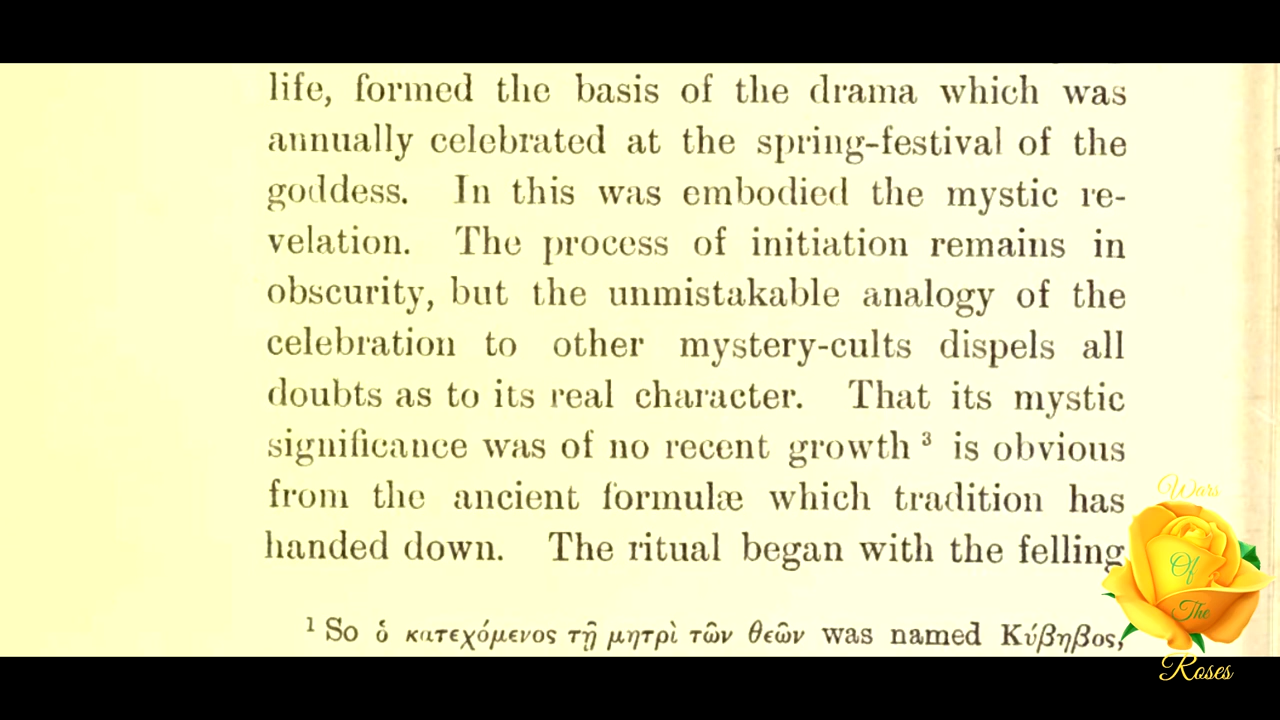 life, formed the basis of the drama which was
annually celebrated at the spring-festival of the
goddess. In this was embodied the mystic re-
velation. The process of initiation remains in
obscurity, but the unmistakable analogy of the
celebration to other mystery-cults dispels all
doubts as to its real character. That its mystic
significance was of no recent growth ³ is obvious
from the ancient formulæ which tradition has
handed down. The ritual began with the felling
¹ So ὁ κατεχόμενος τῇ μητρὶ τῶν θεῶν was named Κύβηβος,
Wars
Of
The
Roses